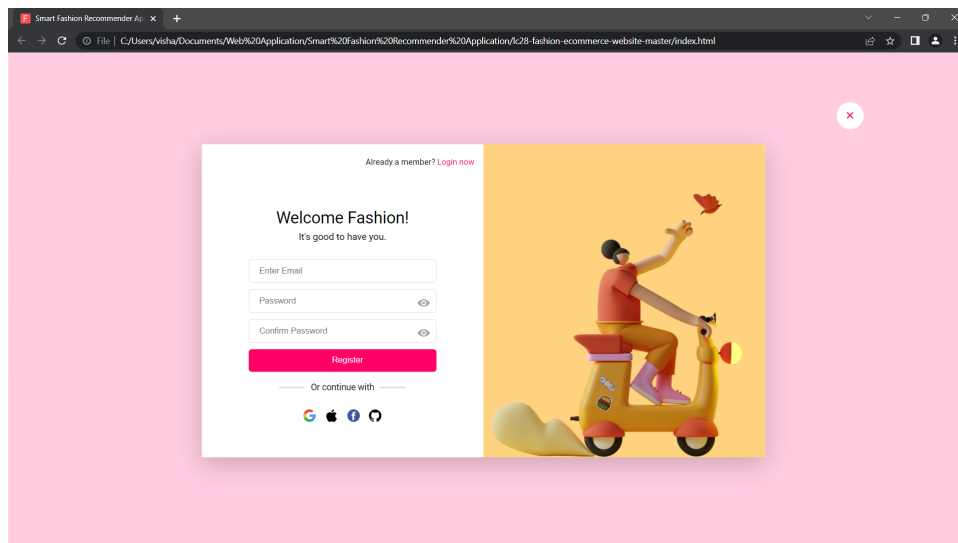 F Smart Fashion Recommender Ap
File | C:/Users/visha/Documents/Web%20Application/Smart%20Fashion%20Recommender%20Application/lc28-fashion-ecommerce-website-master/index.html
Already a member? Login now
Welcome Fashion!
It's good to have you.
Enter Email
Password
Confirm Password
Register
Or continue with